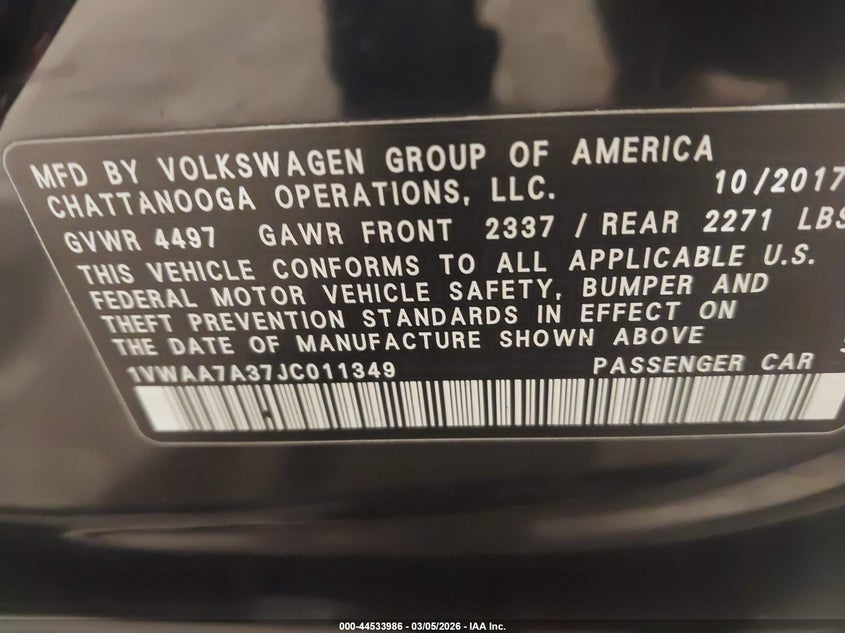 MFD BY VOLKSWAGEN GROUP OF AMERICA
CHATTANOOGA OPERATIONS, LLC. 10/2017
GVWR 4497 GAWR FRONT 2337 / REAR 2271 LBS
THIS VEHICLE CONFORMS TO ALL APPLICABLE U.S.
FEDERAL MOTOR VEHICLE SAFETY, BUMPER AND
THEFT PREVENTION STANDARDS IN EFFECT ON
THE DATE OF MANUFACTURE SHOWN ABOVE
1VWAA7A37JC011349 PASSENGER CAR
000-44533986 - 03/05/2026 - IAA Inc.